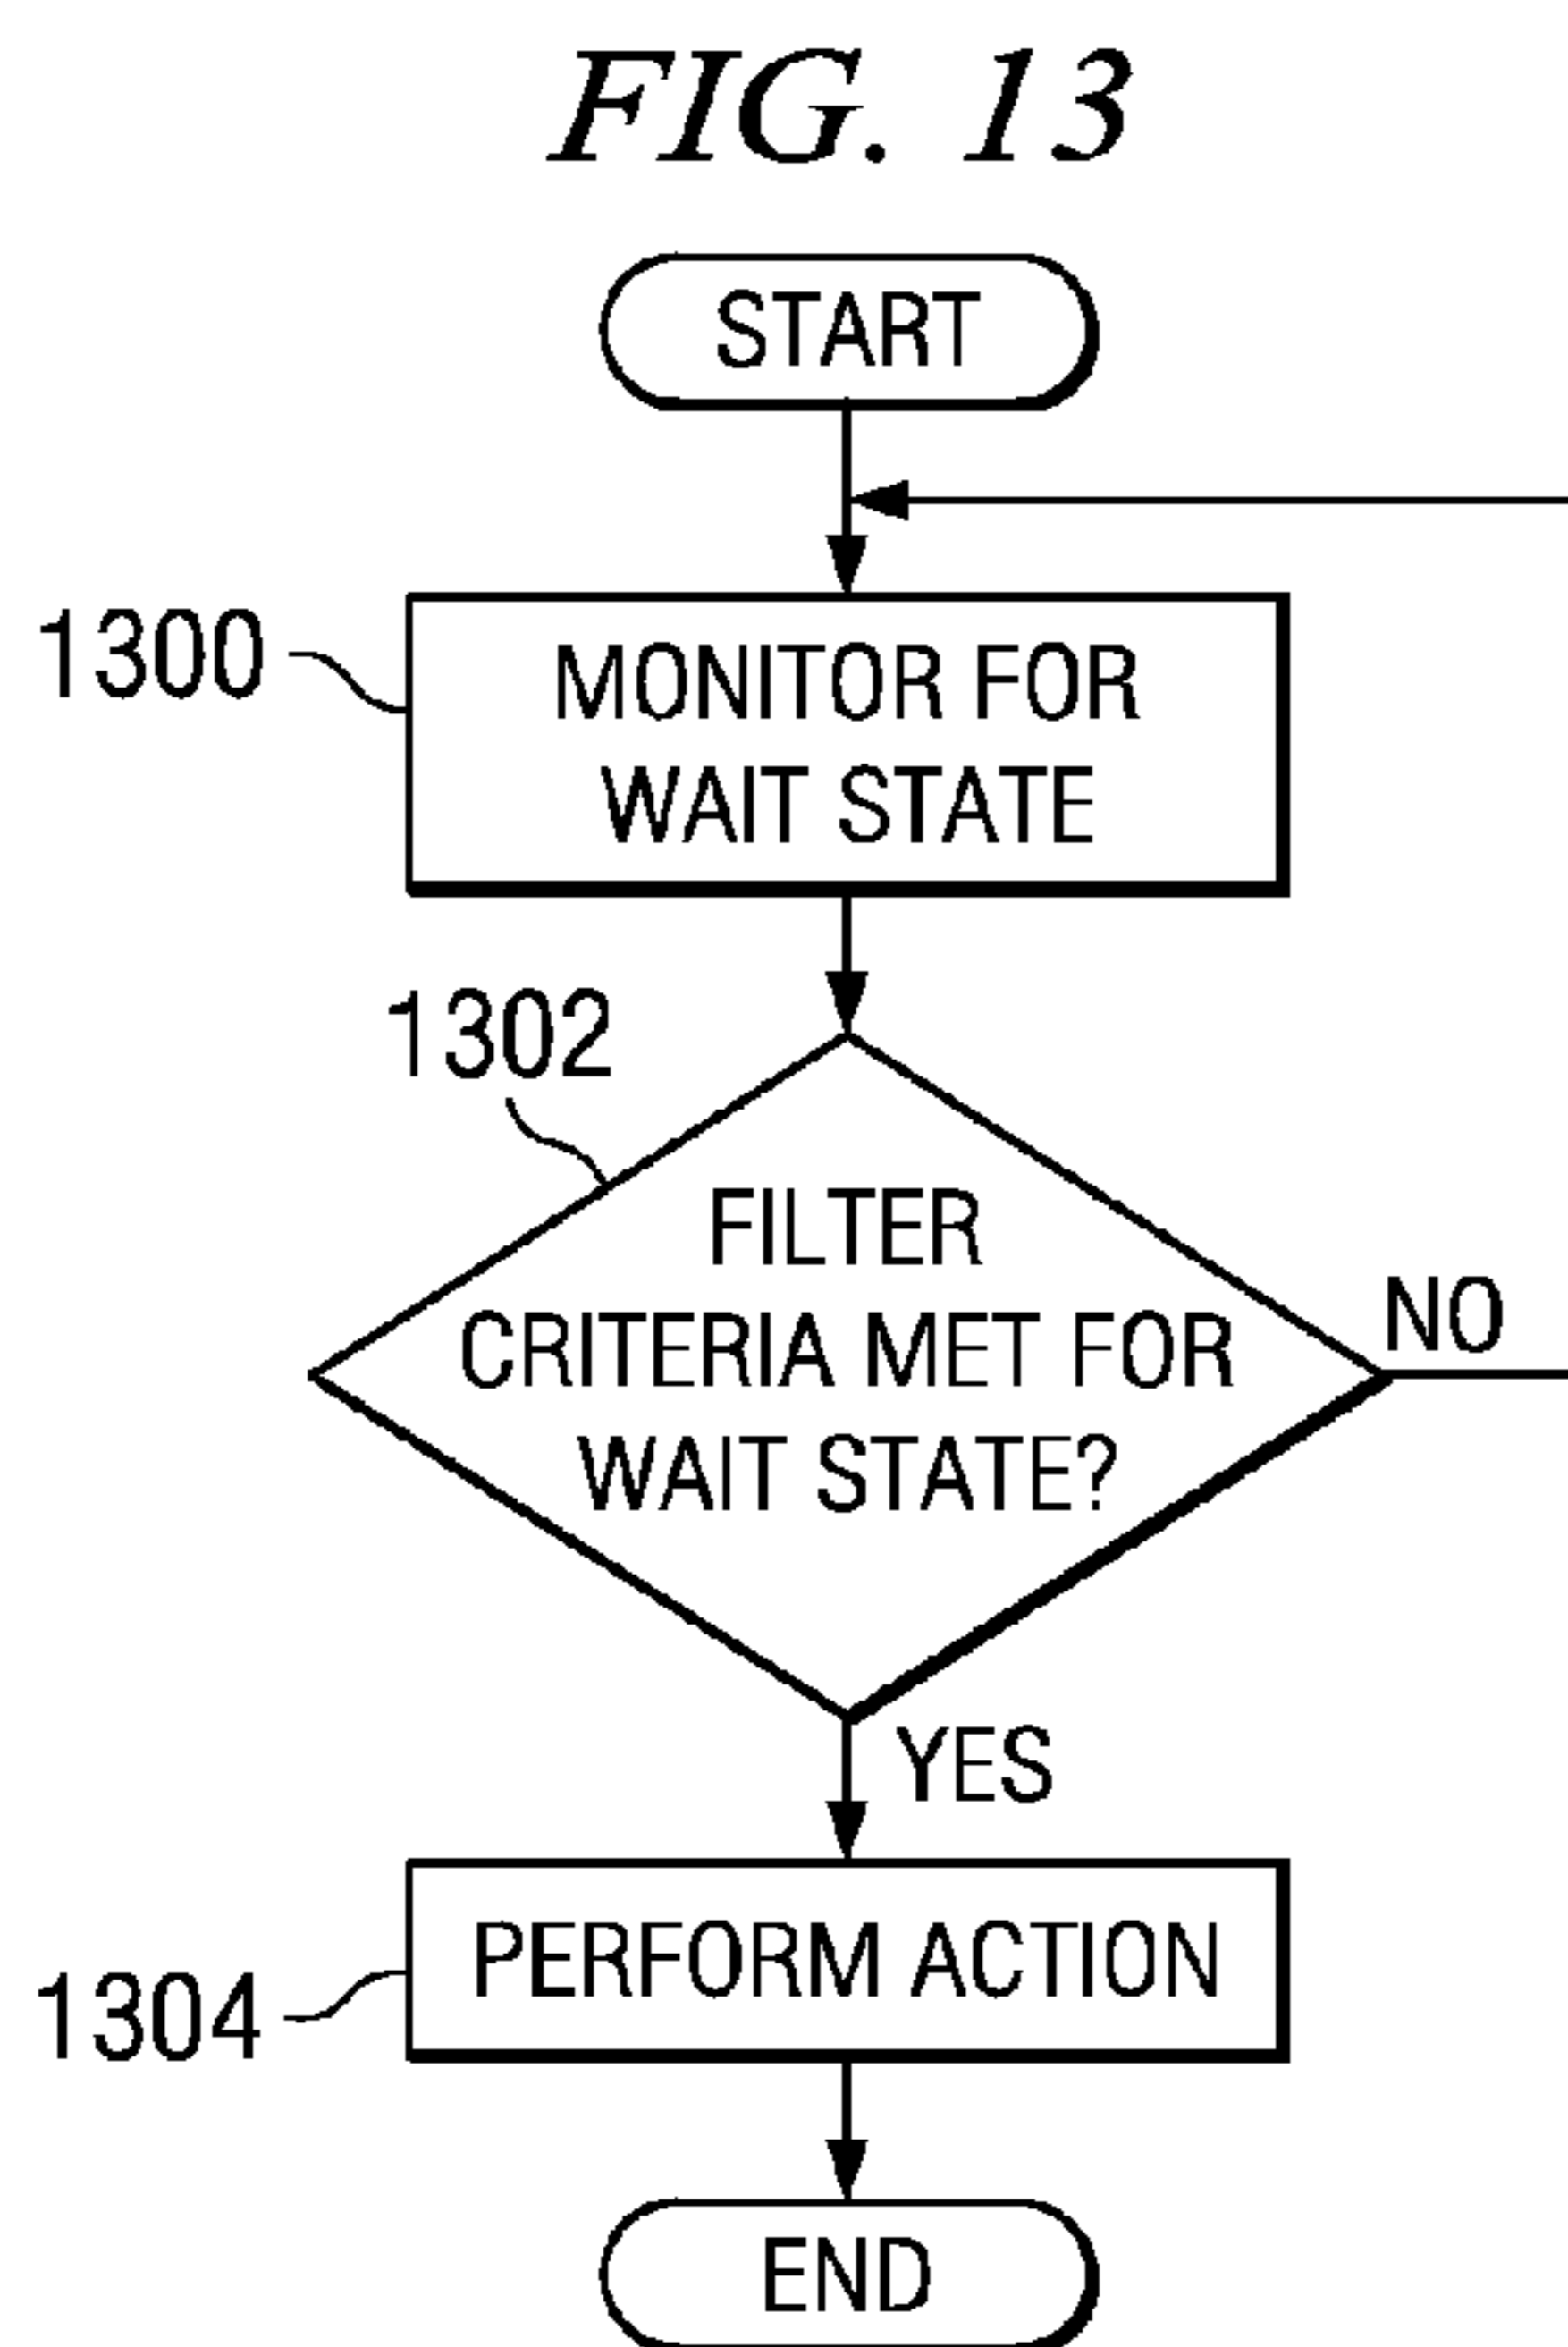 FIG. 13
START
1300
MONITOR FOR
WAIT STATE
1302
FILTER
CRITERIA MET FOR
WAIT STATE?
NO
YES
PERFORM ACTION
1304
END